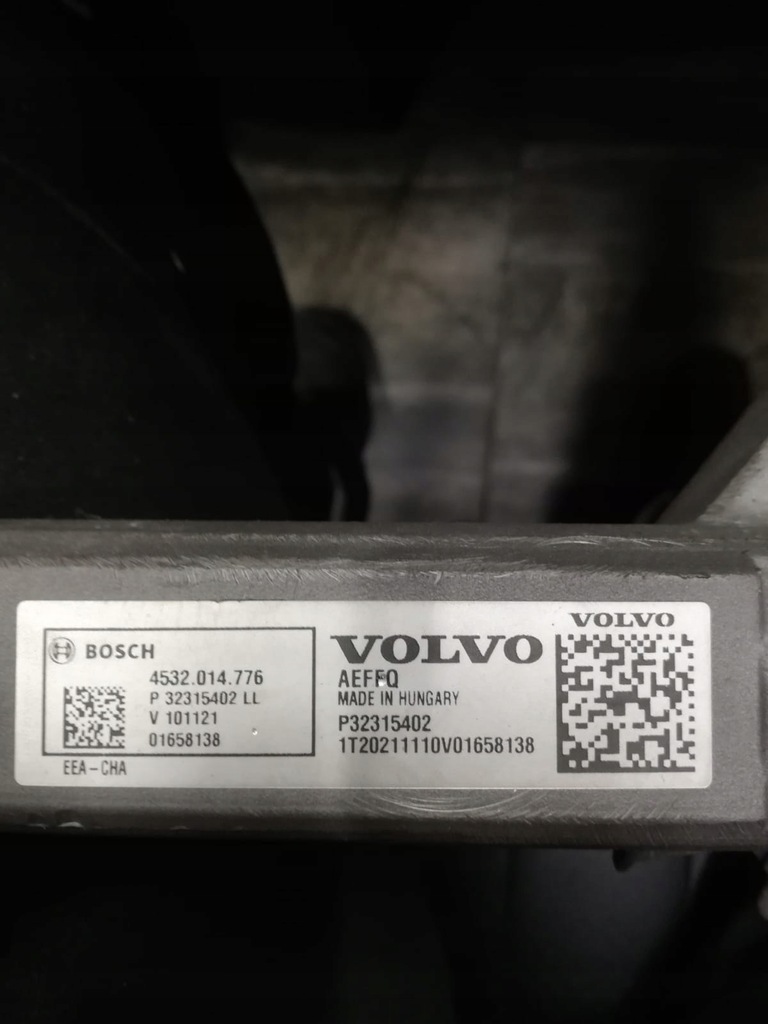 BOSCH
4532.014.776
P 32315402 LL
V 101121
01658138
EEA-CHA
VOLVO
AEFFQ
MADE IN HUNGARY
P32315402
1T20211110V01658138
VOLVO